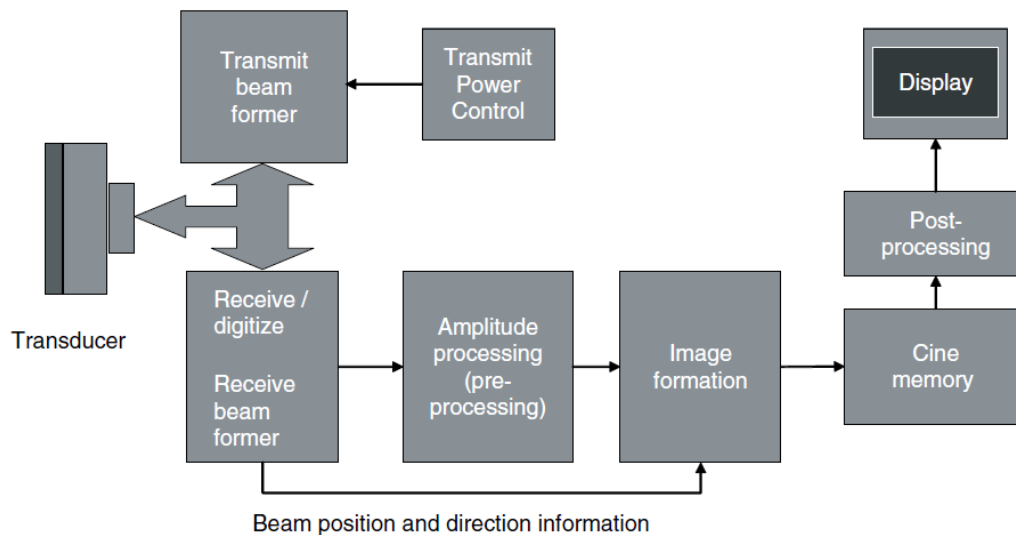 Transmit
beam
former
Transmit
Power
Control
Display
Post-
processing
Transducer
Receive /
digitize
Receive
beam
former
Amplitude
processing
(pre-
processing)
Image
formation
Cine
memory
Beam position and direction information